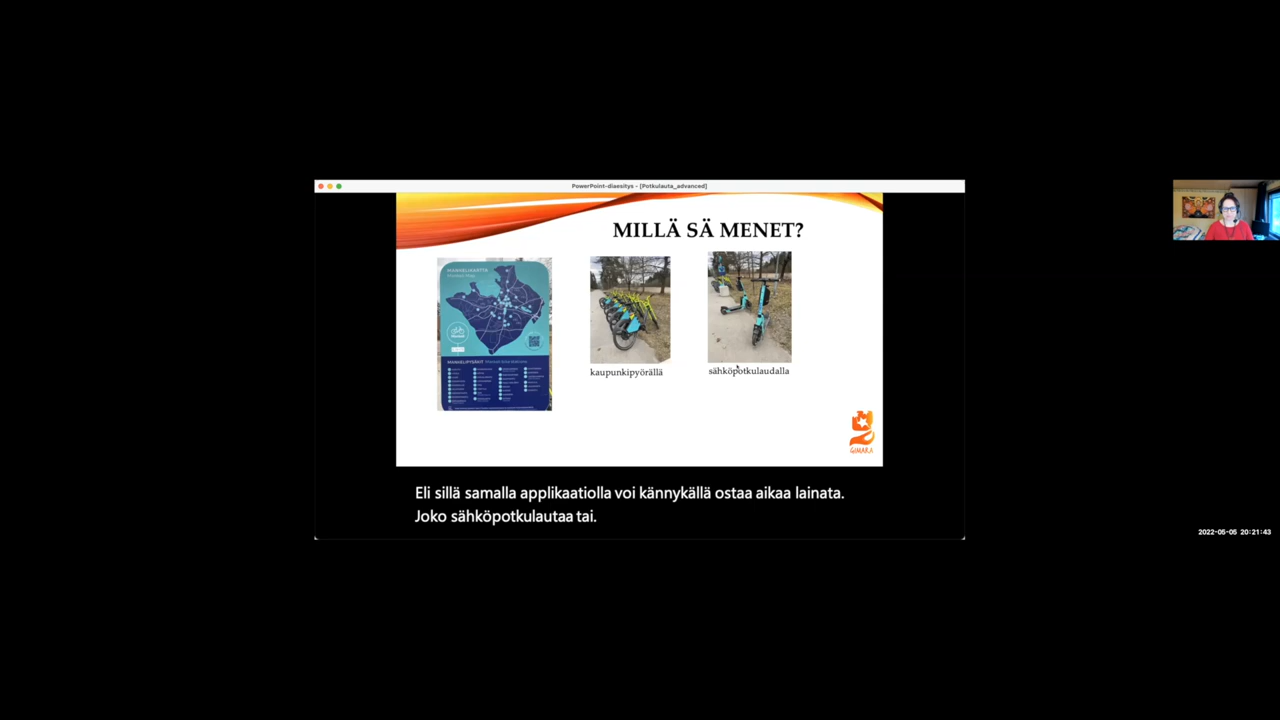 PowerPoint-diaesitys - [Potkulauta_advanced]
MILLÄ SÄ MENET?
kaupunkipyörällä
sähköpotkulaudalla
GIMARA
Eli sillä samalla applikaatiolla voi kännykällä ostaa aikaa lainata.
Joko sähköpotkulautaa tai.
2022-05-05 20:21:43